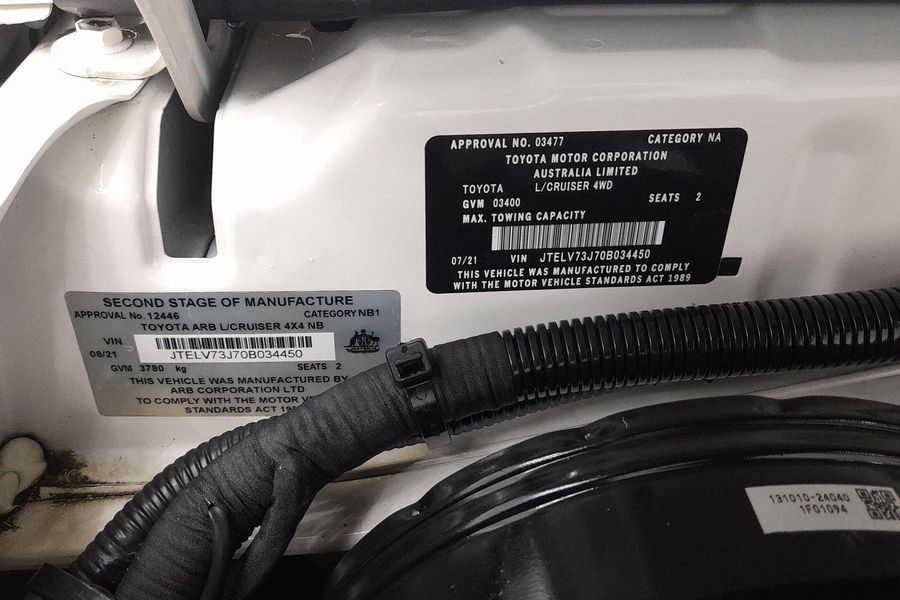 APPROVAL NO. 03477 CATEGORY NA
TOYOTA MOTOR CORPORATION
AUSTRALIA LIMITED
TOYOTA L/CRUISER 4WD
GVM 03400 SEATS 2
MAX. TOWING CAPACITY
07/21 VIN JTELV73J70B034450
THIS VEHICLE WAS MANUFACTURED TO COMPLY
WITH THE MOTOR VEHICLE STANDARDS ACT 1989
SECOND STAGE OF MANUFACTURE
APPROVAL No. 12446 CATEGORY NB1
TOYOTA ARB L/CRUISER 4X4 NB
VIN
08/21 JTELV73J70B034450
GVM 3780 kg SEATS 2
THIS VEHICLE WAS MANUFACTURED BY
ARB CORPORATION LTD
TO COMPLY WITH THE MOTOR
STANDARDS ACT
131010-24040
1F01094